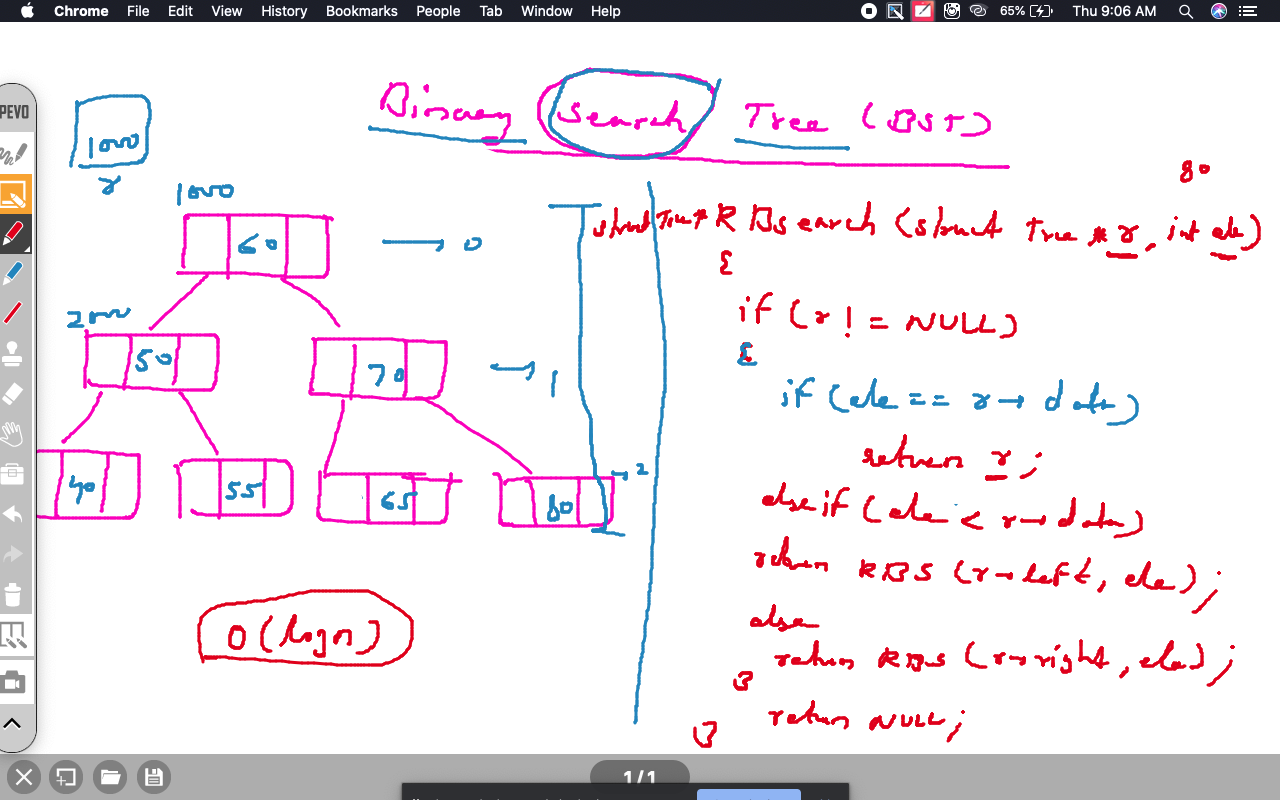 Chrome File Edit View History Bookmarks People Tab Window Help 65% Thu 9:06 AM
PEVO
Binary Search Tree (BST)
1000
r
1000
60
0
2000
50
70
1
40
55
65
80
2
O(logn)
80
struct Tree* RBSearch (struct Tree *r, int ele)
{
if (r != NULL)
{
if (ele == r→data)
return r;
else if (ele < r→data)
return RBS (r→left, ele);
else
return RBS (r→right, ele);
}
return NULL;
}
1/1